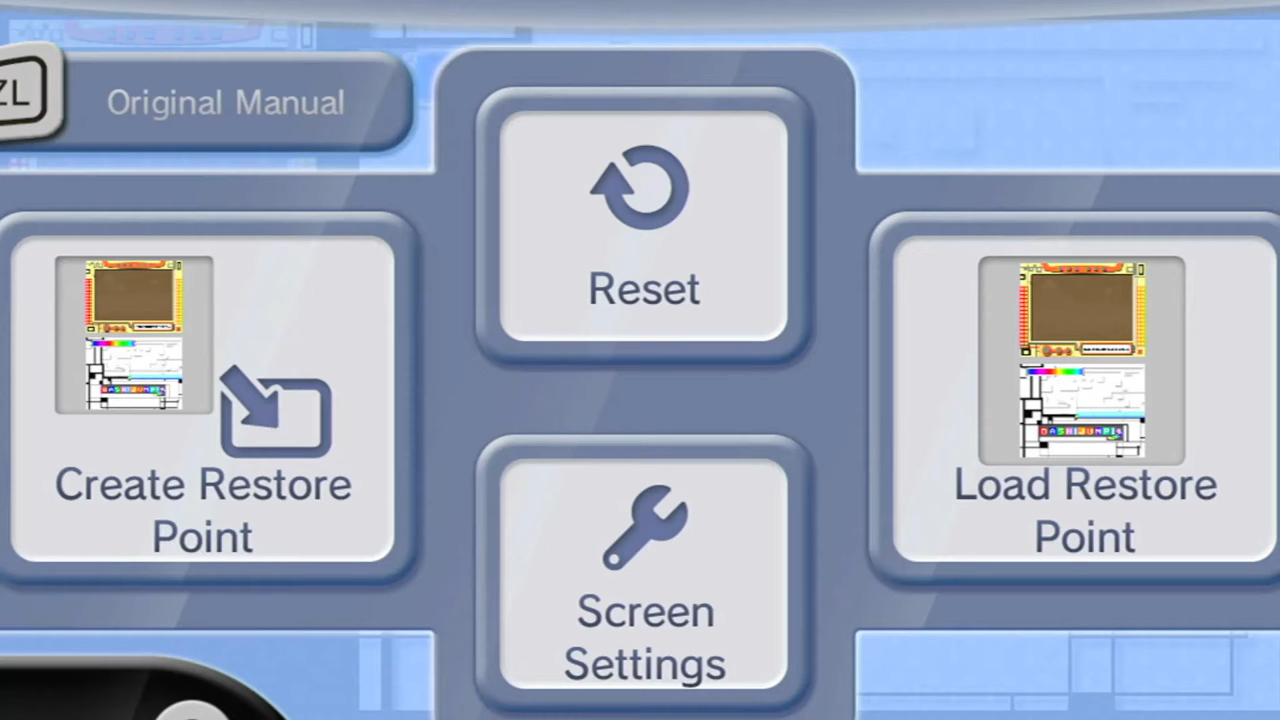 ZL
Original Manual
Reset
Create Restore
Point
Load Restore
Point
Screen
Settings